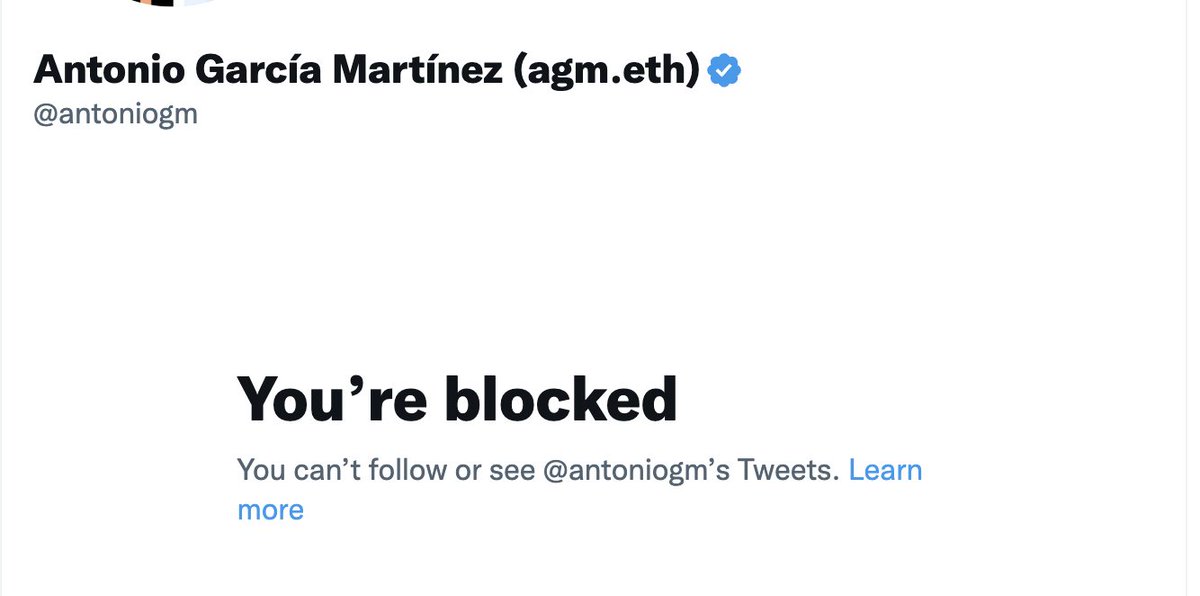 Antonio García Martínez (agm.eth)
@antoniogm
You’re blocked
You can’t follow or see @antoniogm’s Tweets. Learn
more